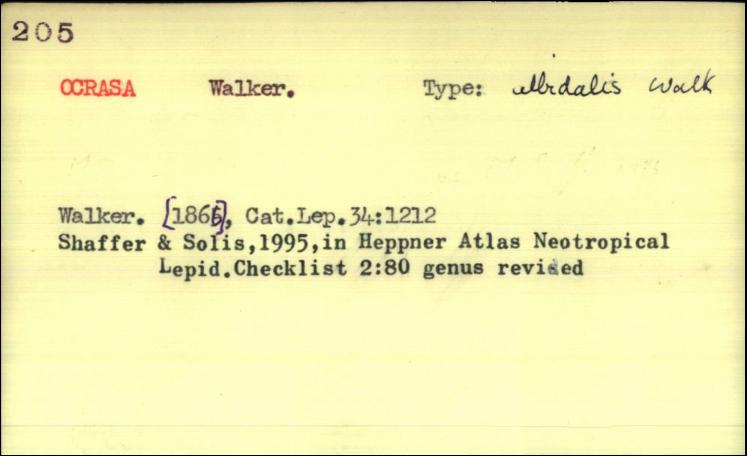 205
OCRASA Walker. Type: albidalis Walk
Walker. [1866], Cat.Lep.34:1212
Shaffer & Solis,1995,in Heppner Atlas Neotropical
Lepid.Checklist 2:80 genus revised